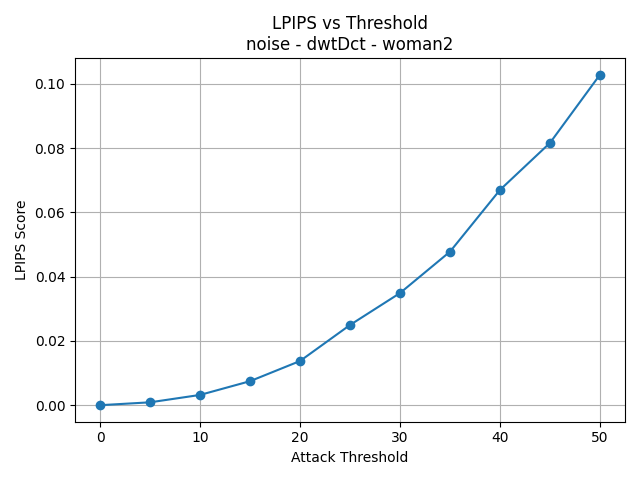 LPIPS vs Threshold
noise - dwtDct - woman2
0.10
0.08
0.06
0.04
0.02
0.00
LPIPS Score
0 10 20 30 40 50
Attack Threshold